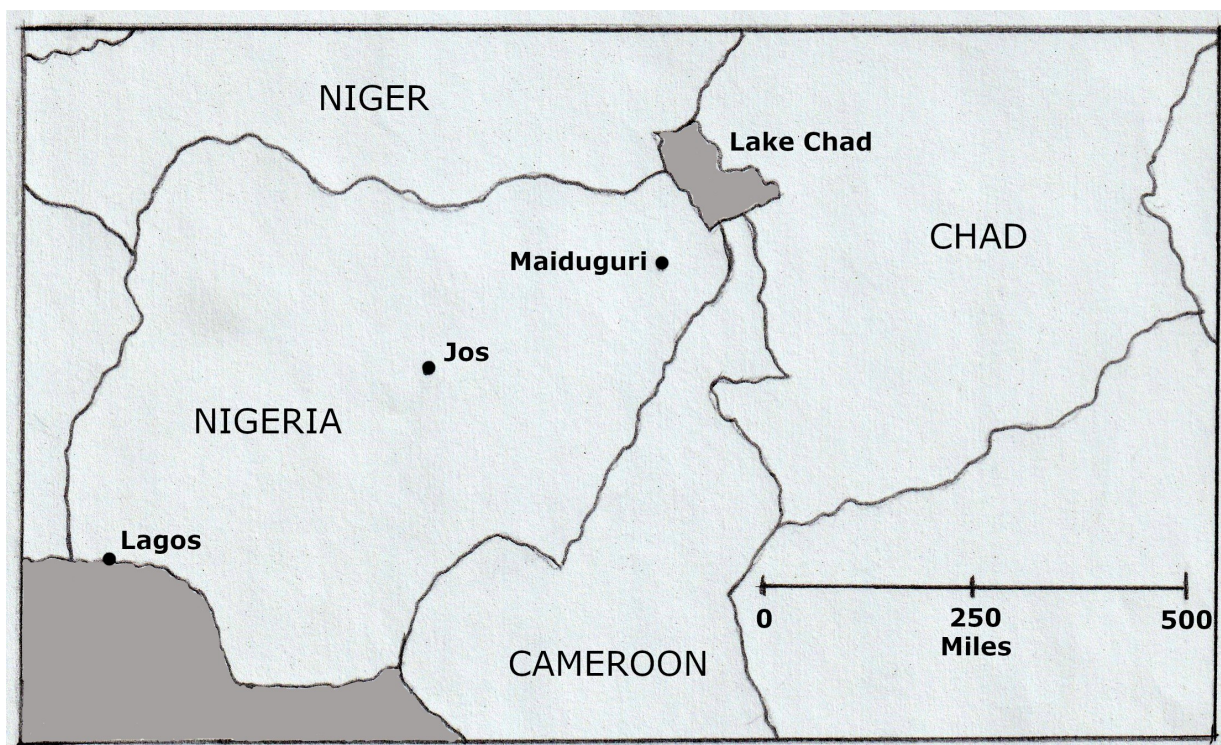 NIGER
Lake Chad
CHAD
Maiduguri
Jos
NIGERIA
Lagos
0 250 500
Miles
CAMEROON